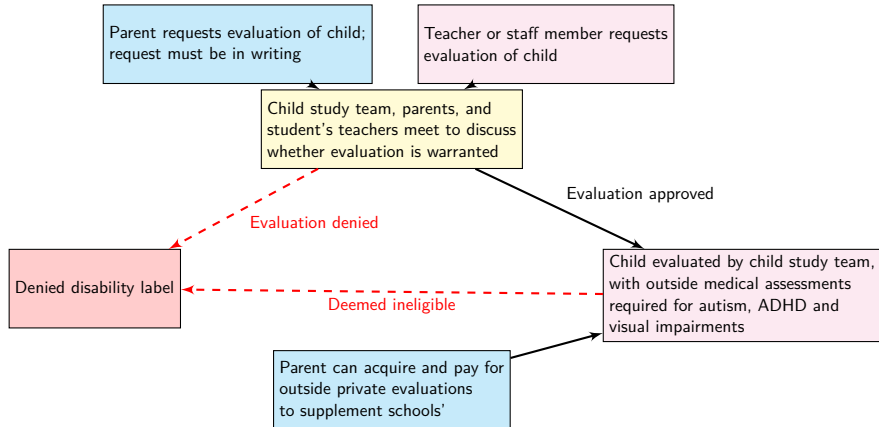 Parent requests evaluation of child;
request must be in writing
Teacher or staff member requests
evaluation of child
Child study team, parents, and
student's teachers meet to discuss
whether evaluation is warranted
Evaluation approved
Evaluation denied
Denied disability label
Child evaluated by child study team,
with outside medical assessments
required for autism, ADHD and
visual impairments
Deemed ineligible
Parent can acquire and pay for
outside private evaluations
to supplement schools'